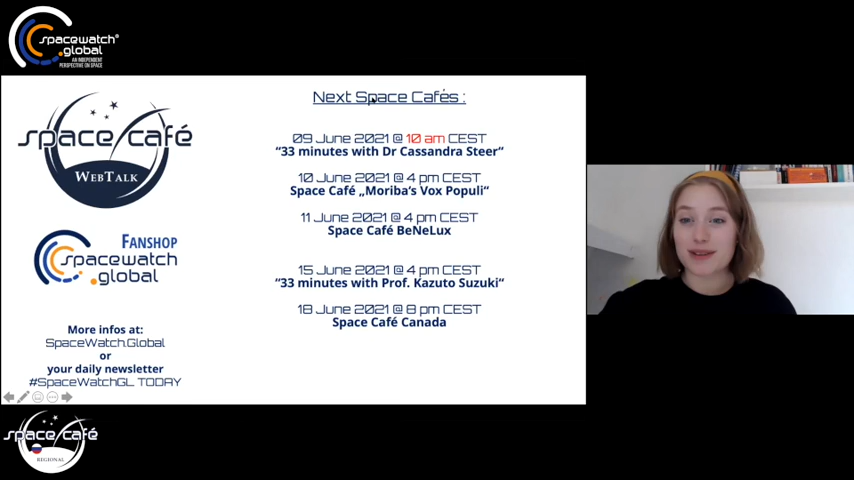 spacewatch®
.global
AN INDEPENDENT
PERSPECTIVE ON SPACE
space café
WEBTALK
FANSHOP
spacewatch
.global
More infos at:
SpaceWatch.Global
or
your daily newsletter
#SpaceWatchGL TODAY
Next Space Cafés :
09 June 2021 @ 10 am CEST
“33 minutes with Dr Cassandra Steer“
10 June 2021 @ 4 pm CEST
Space Café „Moriba‘s Vox Populi“
11 June 2021 @ 4 pm CEST
Space Café BeNeLux
15 June 2021 @ 4 pm CEST
“33 minutes with Prof. Kazuto Suzuki“
18 June 2021 @ 8 pm CEST
Space Café Canada
space café
REGIONAL